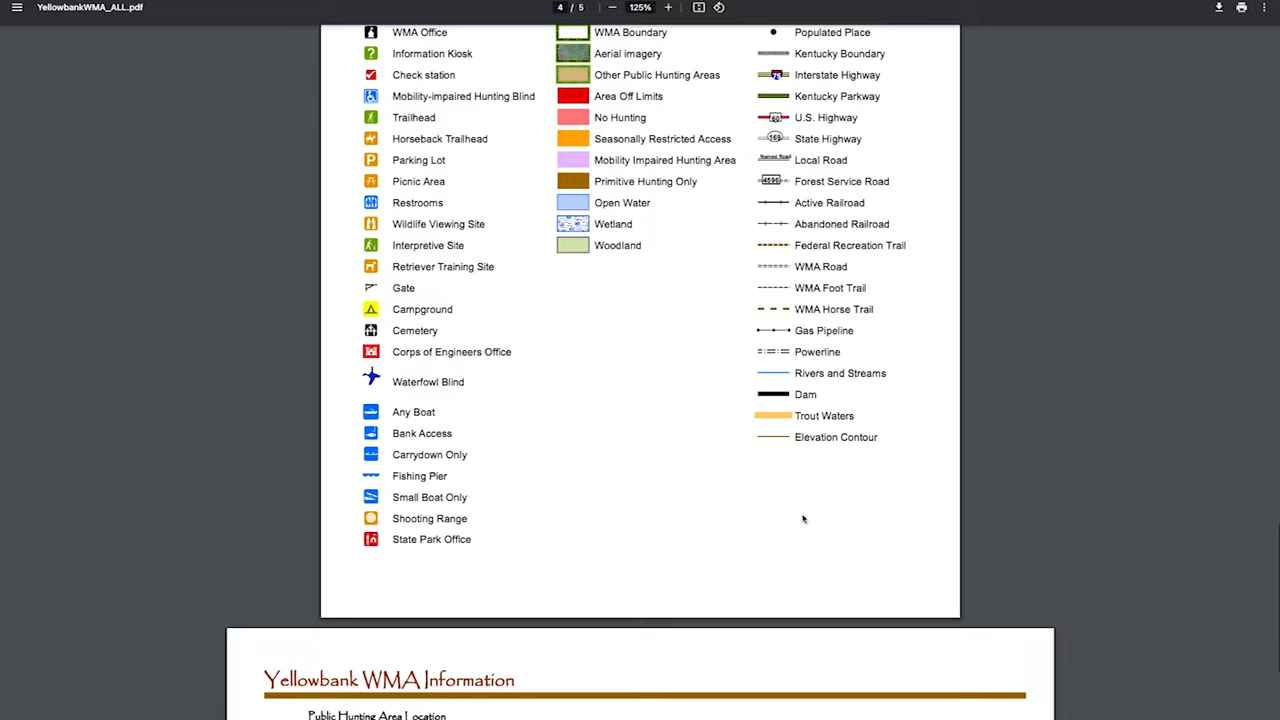 YellowbankWMA_ALL.pdf
4 / 5
125%
WMA Office
Information Kiosk
Check station
Mobility-impaired Hunting Blind
Trailhead
Horseback Trailhead
Parking Lot
Picnic Area
Restrooms
Wildlife Viewing Site
Interpretive Site
Retriever Training Site
Gate
Campground
Cemetery
Corps of Engineers Office
Waterfowl Blind
Any Boat
Bank Access
Carrydown Only
Fishing Pier
Small Boat Only
Shooting Range
State Park Office
WMA Boundary
Aerial imagery
Other Public Hunting Areas
Area Off Limits
No Hunting
Seasonally Restricted Access
Mobility Impaired Hunting Area
Primitive Hunting Only
Open Water
Wetland
Woodland
Populated Place
Kentucky Boundary
75 Interstate Highway
Kentucky Parkway
60 U.S. Highway
169 State Highway
Named Road Local Road
4596 Forest Service Road
Active Railroad
Abandoned Railroad
Federal Recreation Trail
WMA Road
WMA Foot Trail
WMA Horse Trail
Gas Pipeline
Powerline
Rivers and Streams
Dam
Trout Waters
Elevation Contour
Yellowbank WMA Information
Public Hunting Area Location